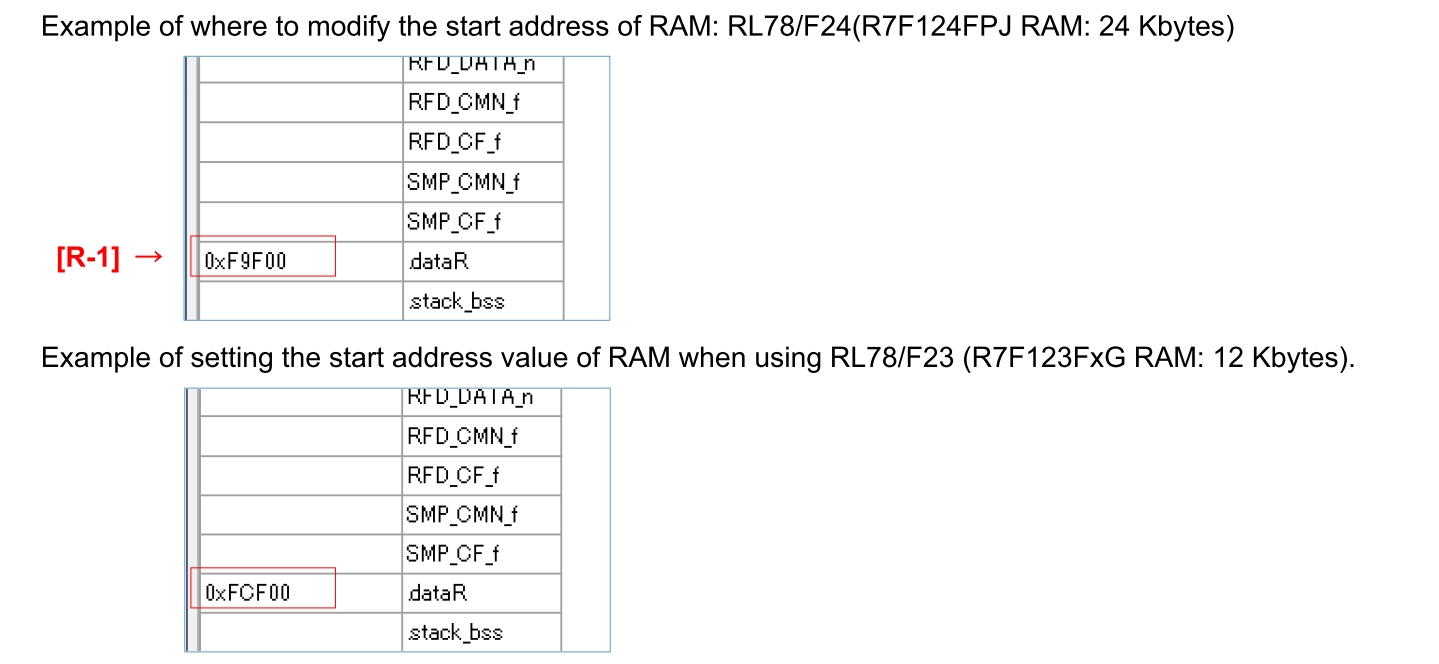 Example of where to modify the start address of RAM: RL78/F24(R7F124FPJ RAM: 24 Kbytes)
RFD_DATA_n
RFD_CMN_f
RFD_CF_f
SMP_CMN_f
SMP_CF_f
[R-1] → 0xF9F00 .dataR
.stack_bss
Example of setting the start address value of RAM when using RL78/F23 (R7F123FxG RAM: 12 Kbytes).
RFD_DATA_n
RFD_CMN_f
RFD_CF_f
SMP_CMN_f
SMP_CF_f
0xFCF00 .dataR
.stack_bss